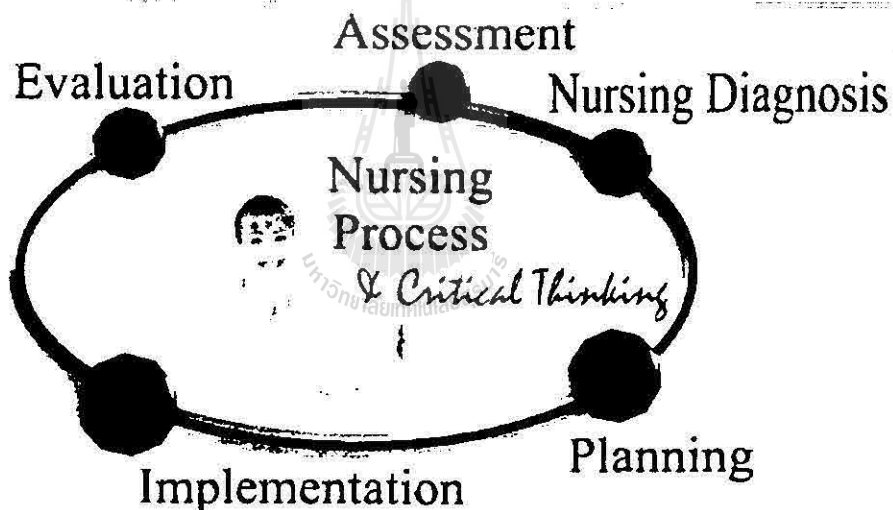 Assessment
Evaluation
Nursing Diagnosis
Nursing
Process
& Critical Thinking
Planning
Implementation